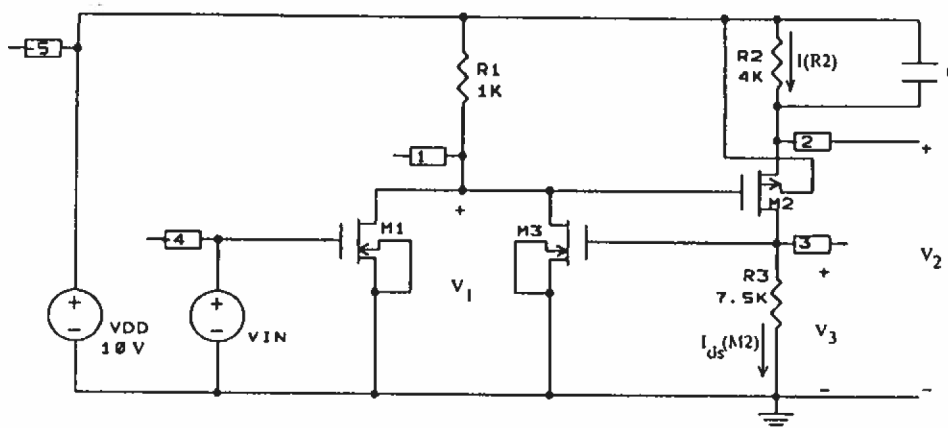 5
R1
1K
R2
4K
I(R2)
1
2
+
+
M1
M3
M2
4
3
+
V1
V2
R3
7.5K
+
−
VDD
10V
+
−
VIN
Ids(M2)
V3
−
−